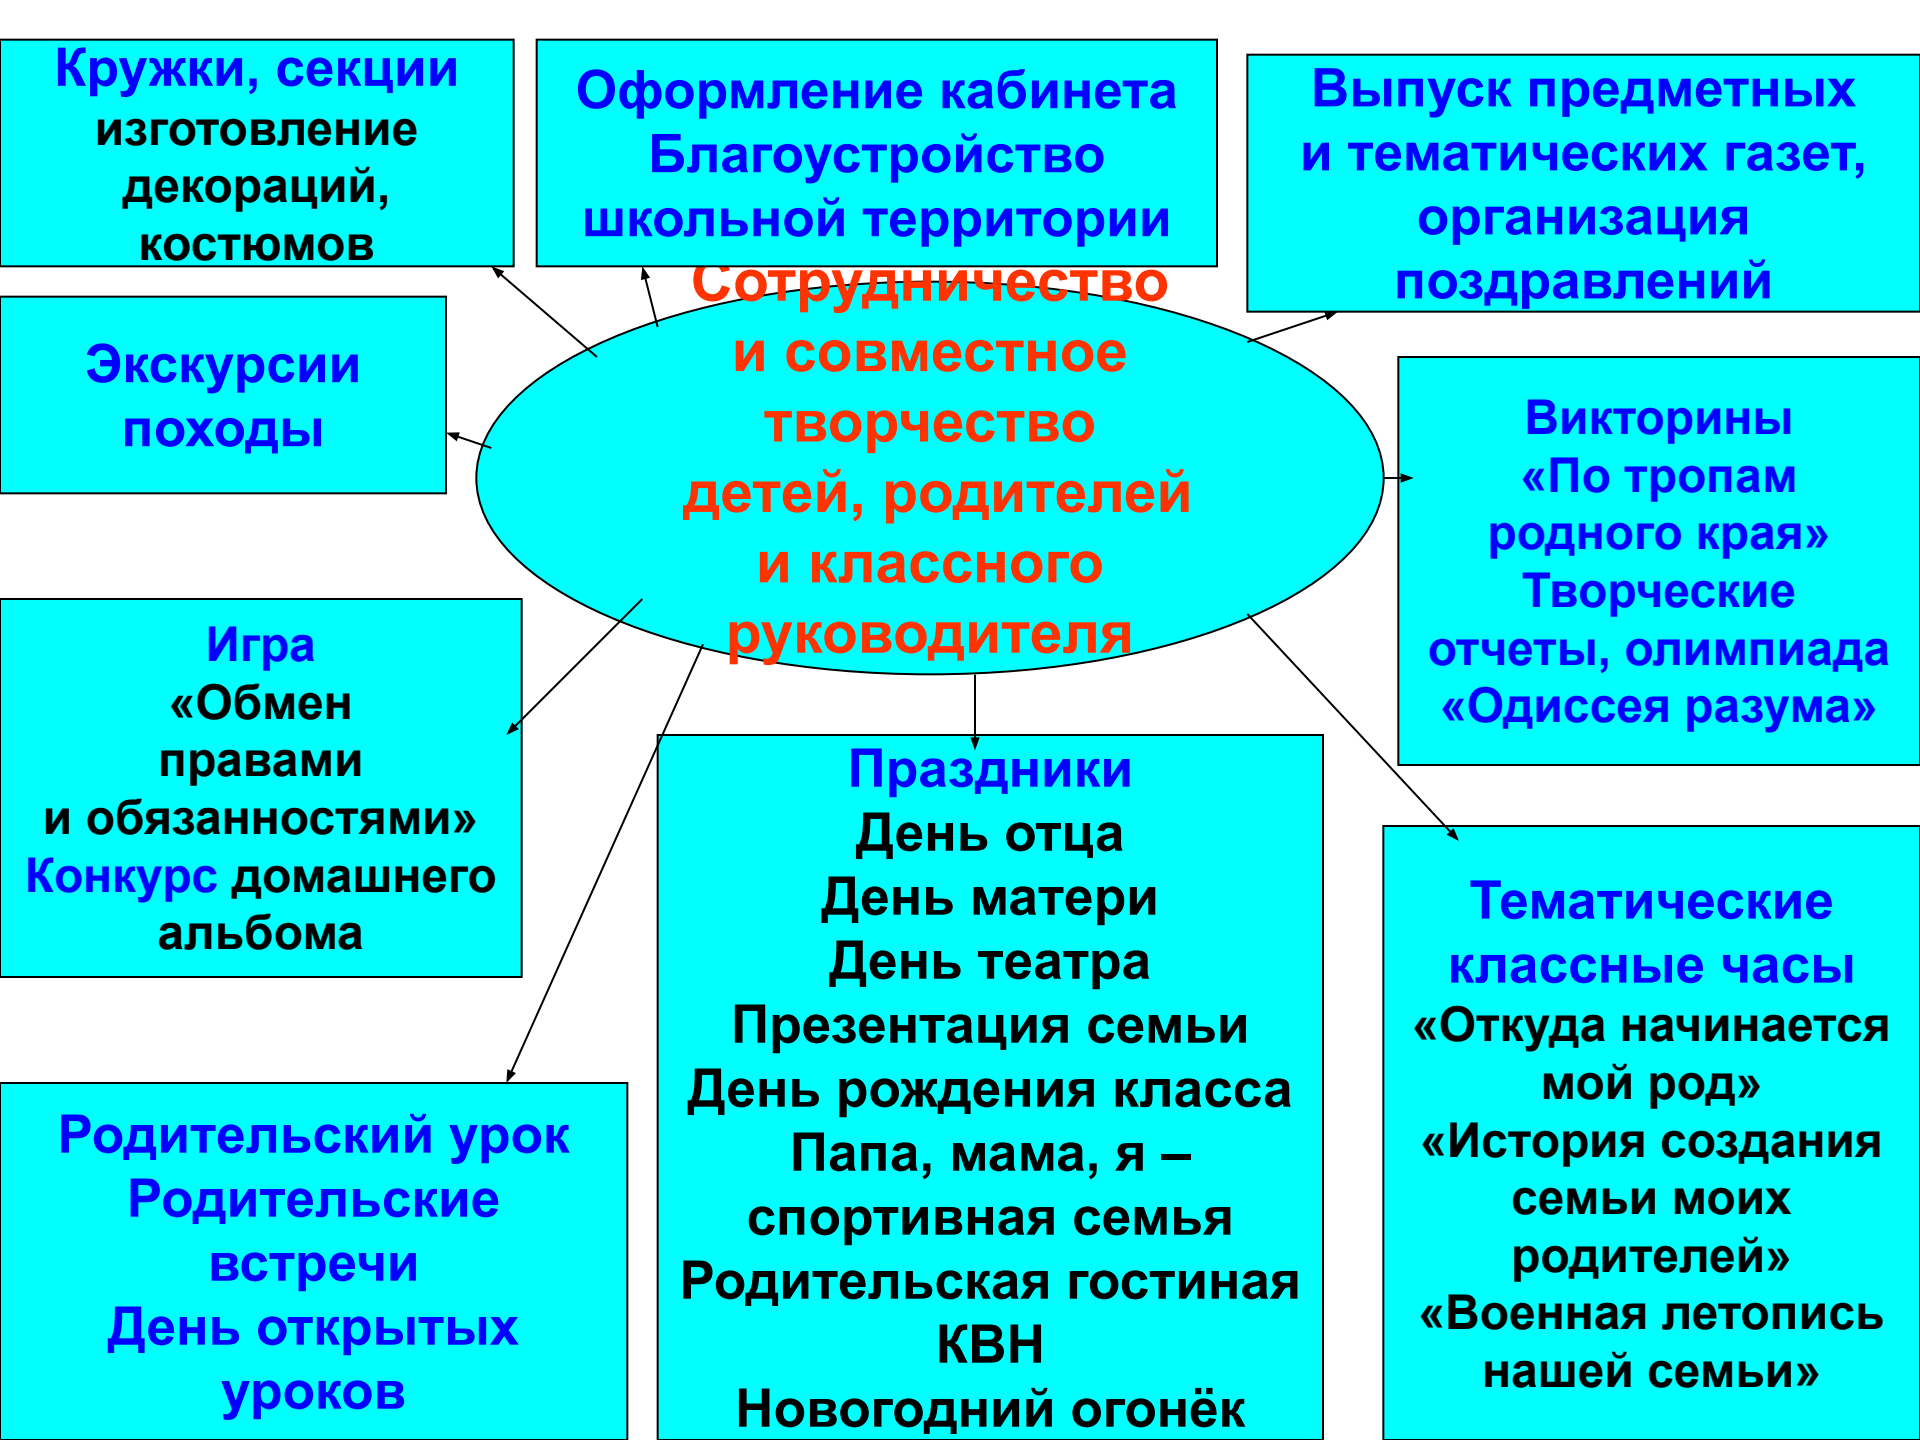 Кружки, секции
изготовление
декораций,
костюмов
Оформление кабинета
Благоустройство
школьной территории
Выпуск предметных
и тематических газет,
организация
поздравлений
Экскурсии
походы
Сотрудничество
и совместное
творчество
детей, родителей
и классного
руководителя
Викторины
«По тропам
родного края»
Творческие
отчеты, олимпиада
«Одиссея разума»
Игра
«Обмен
правами
и обязанностями»
Конкурс домашнего
альбома
Праздники
День отца
День матери
День театра
Презентация семьи
День рождения класса
Папа, мама, я –
спортивная семья
Родительская гостиная
КВН
Новогодний огонёк
Тематические
классные часы
«Откуда начинается
мой род»
«История создания
семьи моих
родителей»
«Военная летопись
нашей семьи»
Родительский урок
Родительские
встречи
День открытых
уроков